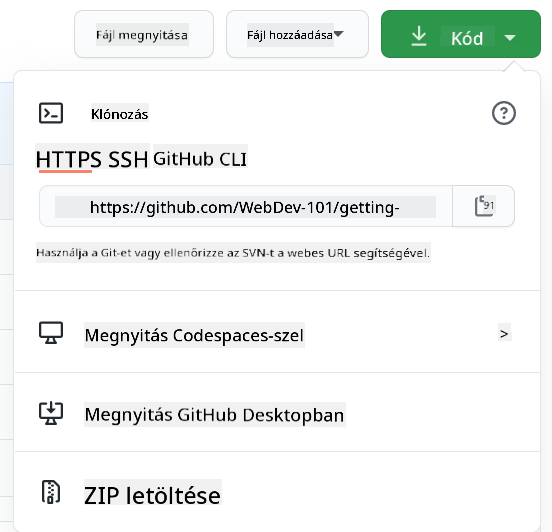 Fájl megnyitása Fájl hozzáadása Kód
Klónozás
HTTPS SSH GitHub CLI
https://github.com/WebDev-101/getting-
91
Használja a Git-et vagy ellenőrizze az SVN-t a webes URL segítségével.
Megnyitás Codespaces-szel >
Megnyitás GitHub Desktopban
ZIP letöltése